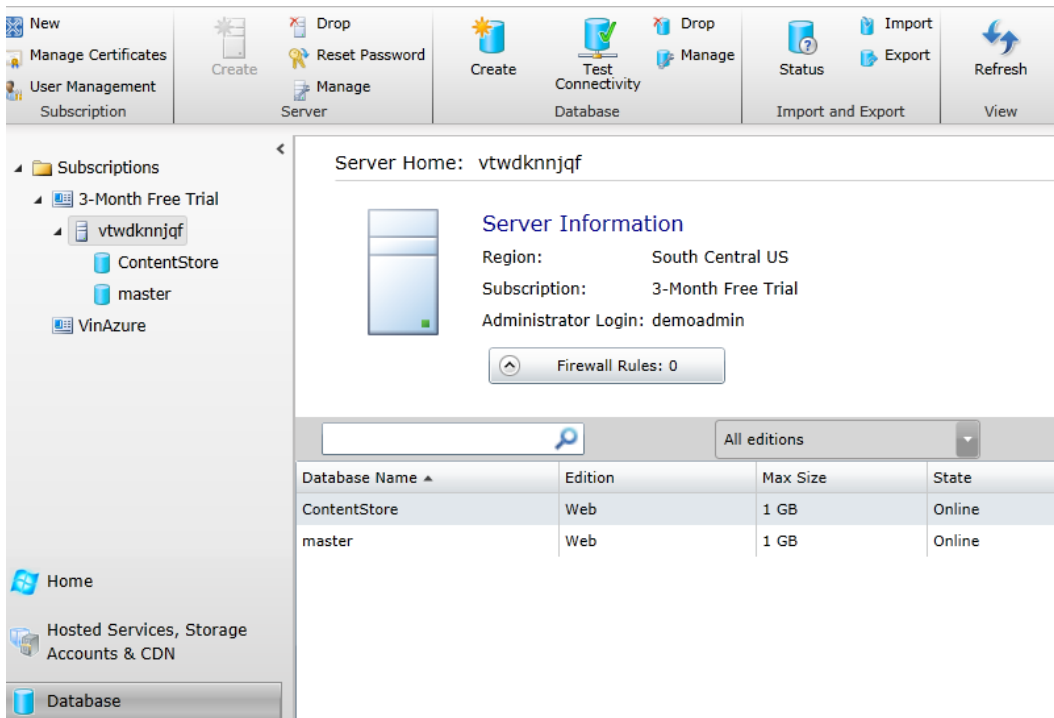 New
Manage Certificates
User Management
Subscription
Create
Drop
Reset Password
Manage
Server
Create
Test
Connectivity
Drop
Manage
Database
Status
Import
Export
Import and Export
Refresh
View
Subscriptions
3-Month Free Trial
vtwdknnjqf
ContentStore
master
VinAzure
Home
Hosted Services, Storage
Accounts & CDN
Database
Server Home: vtwdknnjqf
Server Information
Region: South Central US
Subscription: 3-Month Free Trial
Administrator Login: demoadmin
Firewall Rules: 0
All editions
Database Name Edition Max Size State
ContentStore Web 1 GB Online
master Web 1 GB Online